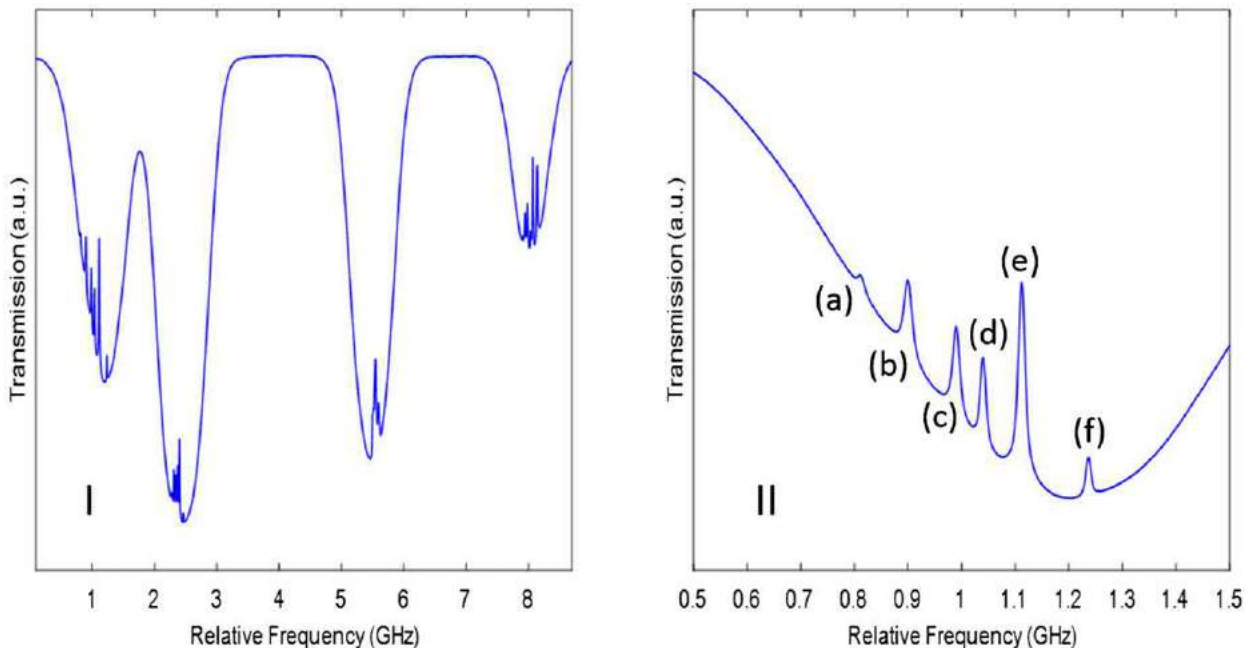 Transmission (a.u.)
I
1 2 3 4 5 6 7 8
Relative Frequency (GHz)
Transmission (a.u.)
(a)
(b)
(c)
(d)
(e)
(f)
II
0.5 0.6 0.7 0.8 0.9 1 1.1 1.2 1.3 1.4 1.5
Relative Frequency (GHz)